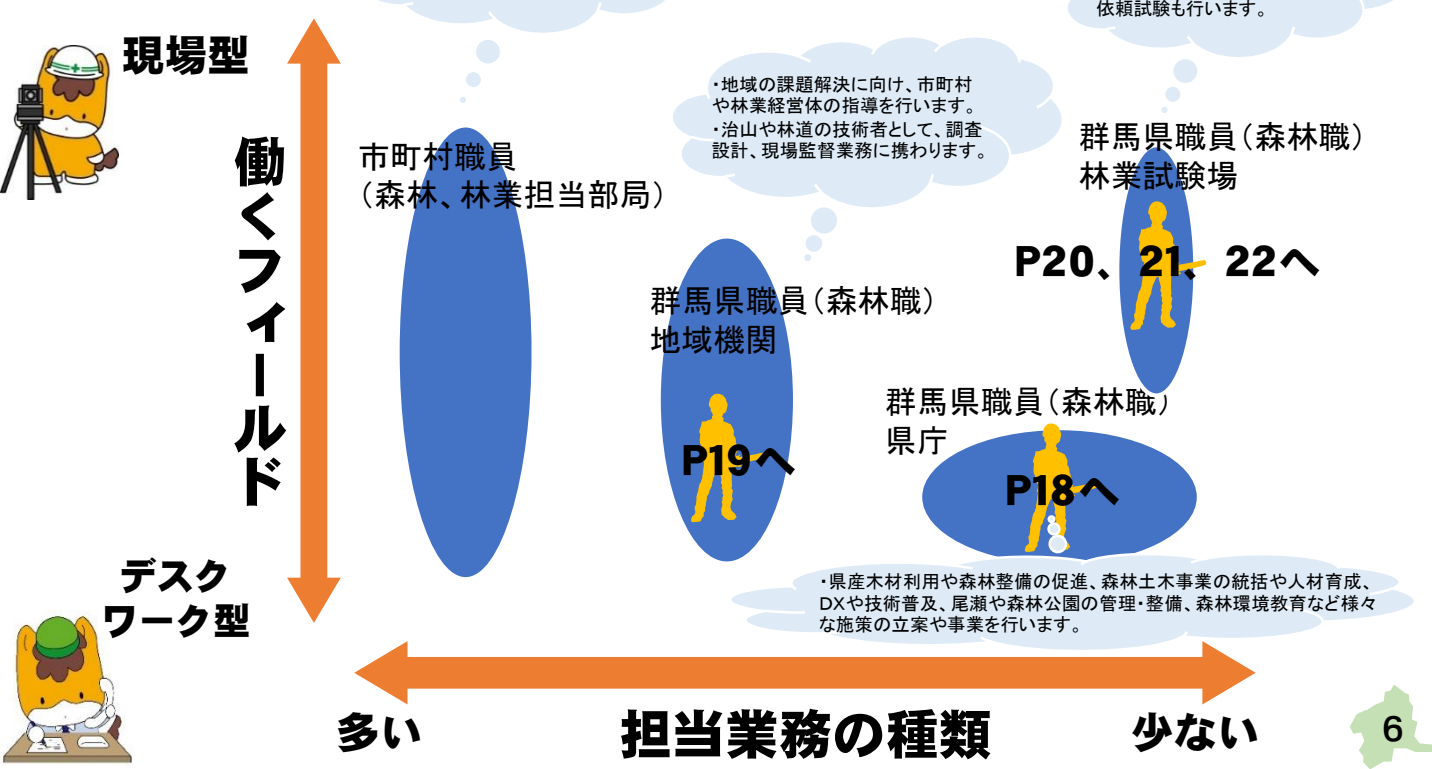 依頼試験も行います。
現場型
・地域の課題解決に向け、市町村
や林業経営体の指導を行います。
・治山や林道の技術者として、調査
設計、現場監督業務に携わります。
群馬県職員（森林職）
林業試験場
市町村職員
（森林、林業担当部局）
働くフィールド
P20、21、22へ
群馬県職員（森林職）
地域機関
群馬県職員（森林職）
県庁
P19へ
P18へ
デスク
ワーク型
・県産木材利用や森林整備の促進、森林土木事業の統括や人材育成、
DXや技術普及、尾瀬や森林公園の管理・整備、森林環境教育など様々
な施策の立案や事業を行います。
多い
担当業務の種類
少ない
6